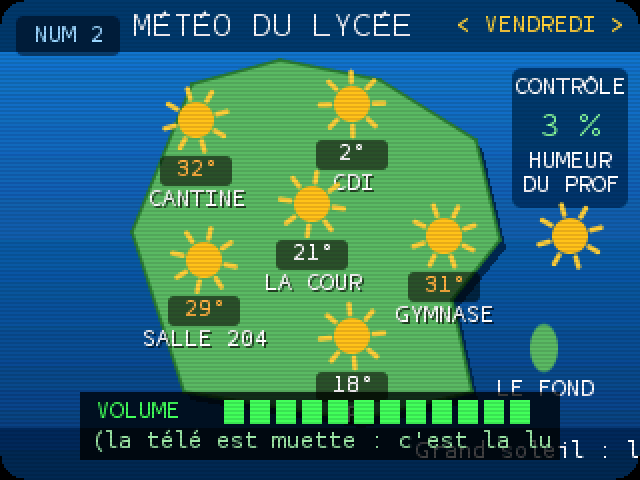 NUM 2
MÉTÉO DU LYCÉE
< VENDREDI >
CONTRÔLE
3 %
HUMEUR
DU PROF
32°
CANTINE
2°
CDI
21°
LA COUR
31°
GYMNASE
29°
SALLE 204
18°
LE FOND
VOLUME
(la télé est muette : c'est la lu
Grand soleil : l